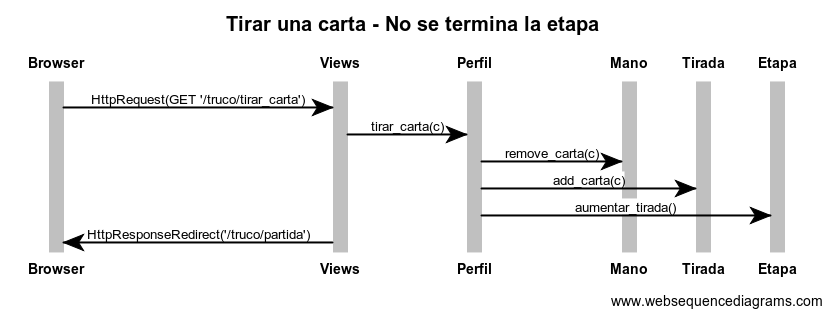 Tirar una carta - No se termina la etapa
Browser Views Perfil Mano Tirada Etapa
HttpRequest(GET '/truco/tirar_carta')
tirar_carta(c)
remove_carta(c)
add_carta(c)
aumentar_tirada()
HttpResponseRedirect('/truco/partida')
Browser Views Perfil Mano Tirada Etapa
www.websequencediagrams.com